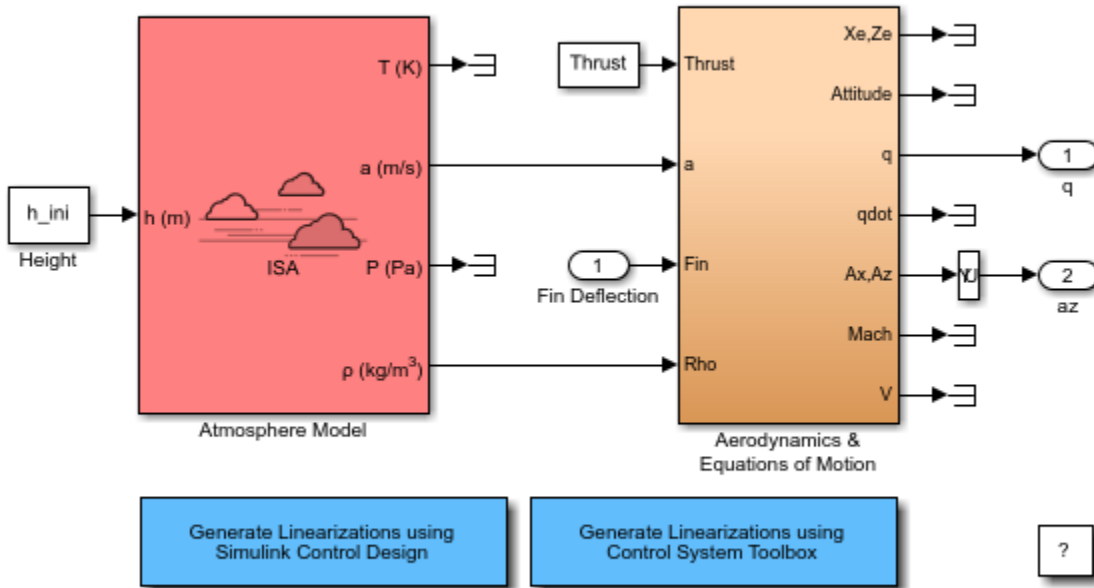 h_ini
Height
h (m)
ISA
T (K)
a (m/s)
P (Pa)
ρ (kg/m³)
Atmosphere Model
Thrust
1
Fin Deflection
Thrust
a
Fin
Rho
Xe,Ze
Attitude
q
qdot
Ax,Az
Mach
V
Aerodynamics &
Equations of Motion
1
q
2
az
Generate Linearizations using
Simulink Control Design
Generate Linearizations using
Control System Toolbox
?